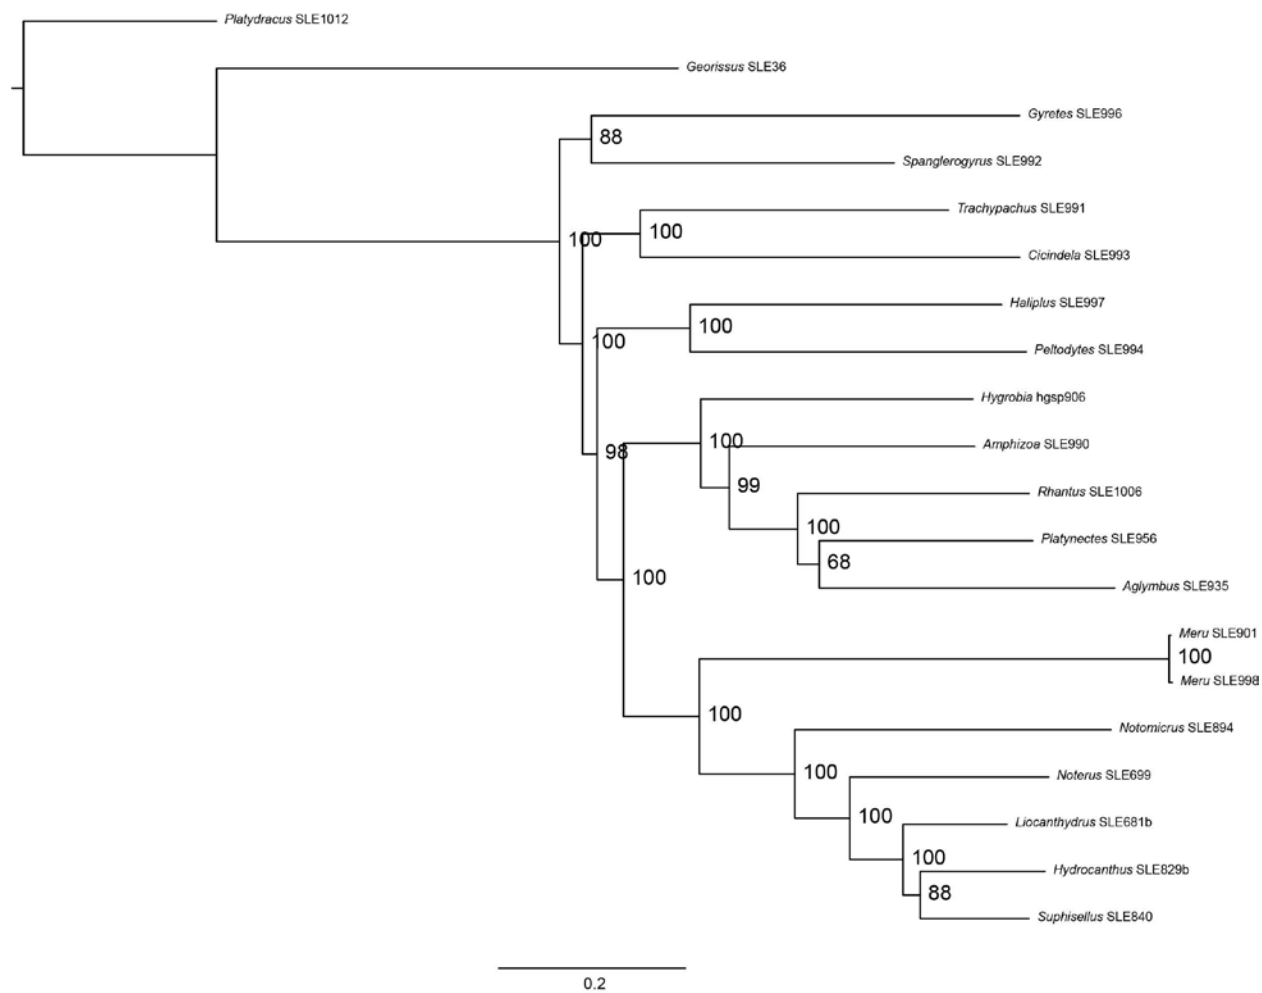 Platydracus SLE1012
Georissus SLE36
Gyretes SLE996
88
Spanglerogyrus SLE992
Trachypachus SLE991
100
100
Cicindela SLE993
Haliplus SLE997
100
100
Peltodytes SLE994
Hygrobia hgsp906
100
Amphizoa SLE990
98
99
Rhantus SLE1006
100
Platynectes SLE956
68
100
Aglymbus SLE935
Meru SLE901
100
Meru SLE998
100
Notomicrus SLE894
100
Noterus SLE699
100
Liocanthydrus SLE681b
100
Hydrocanthus SLE829b
88
Suphisellus SLE840
0.2